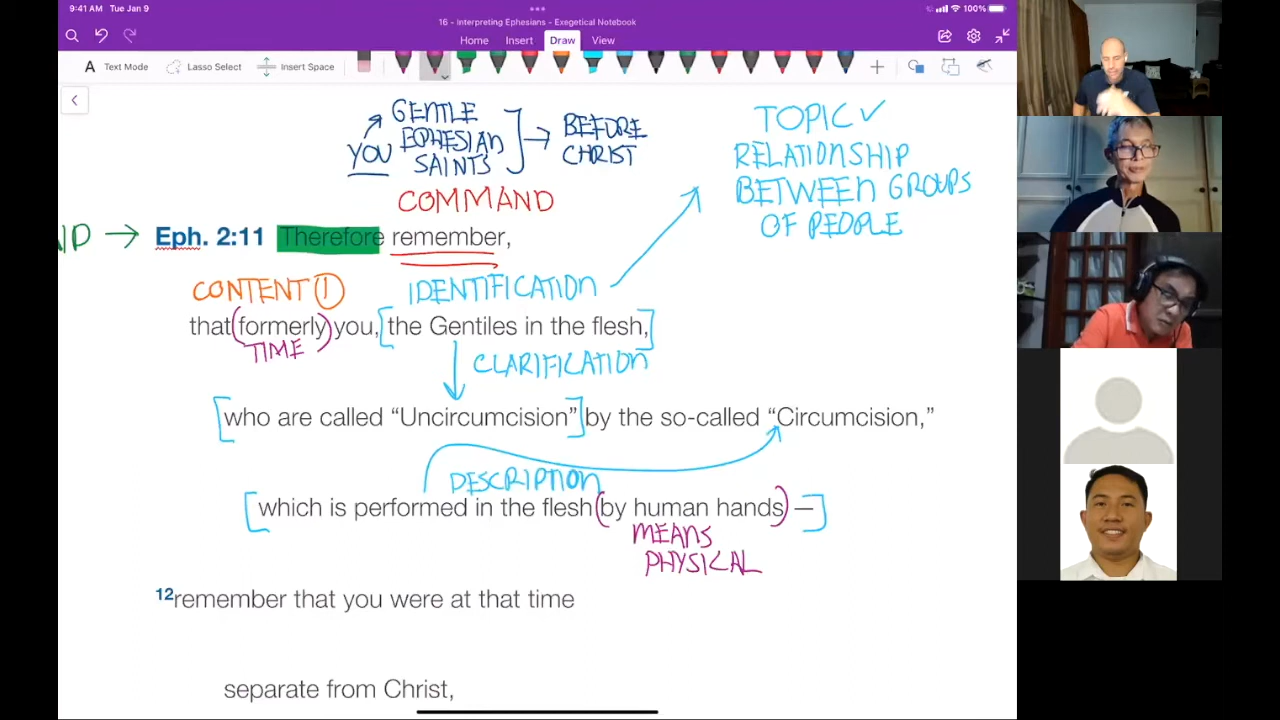 9:41 AM Tue Jan 9
100%
16 - Interpreting Ephesians - Exegetical Notebook
Home Insert Draw View
A Text Mode Lasso Select Insert Space
GENTLE
YOU EPHESIAN BEFORE
SAINTS CHRIST
TOPIC ✓
RELATIONSHIP
BETWEEN GROUPS
OF PEOPLE
COMMAND
→ Eph. 2:11 Therefore remember,
CONTENT ① IDENTIFICATION
that (formerly) you, [the Gentiles in the flesh,]
TIME
CLARIFICATION
[who are called “Uncircumcision”] by the so-called “Circumcision,”
DESCRIPTION
[which is performed in the flesh (by human hands) —]
MEANS
PHYSICAL
12remember that you were at that time
separate from Christ,